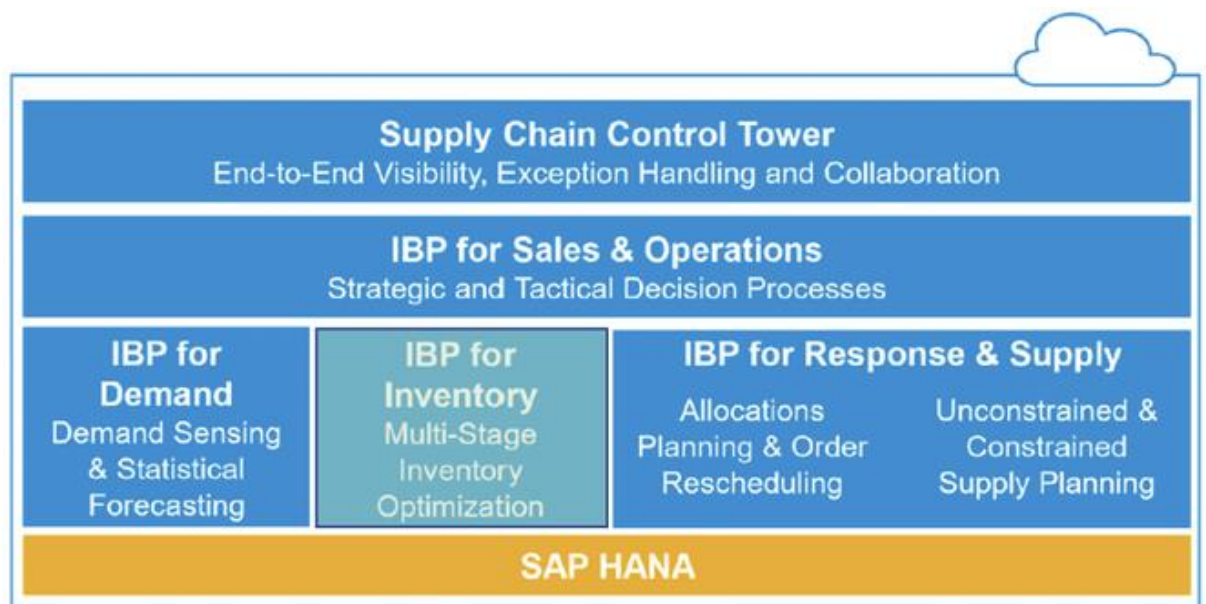 Supply Chain Control Tower
End-to-End Visibility, Exception Handling and Collaboration
IBP for Sales & Operations
Strategic and Tactical Decision Processes
IBP for
Demand
Demand Sensing
& Statistical
Forecasting
IBP for
Inventory
Multi-Stage
Inventory
Optimization
IBP for Response & Supply
Allocations
Planning & Order
Rescheduling
Unconstrained &
Constrained
Supply Planning
SAP HANA